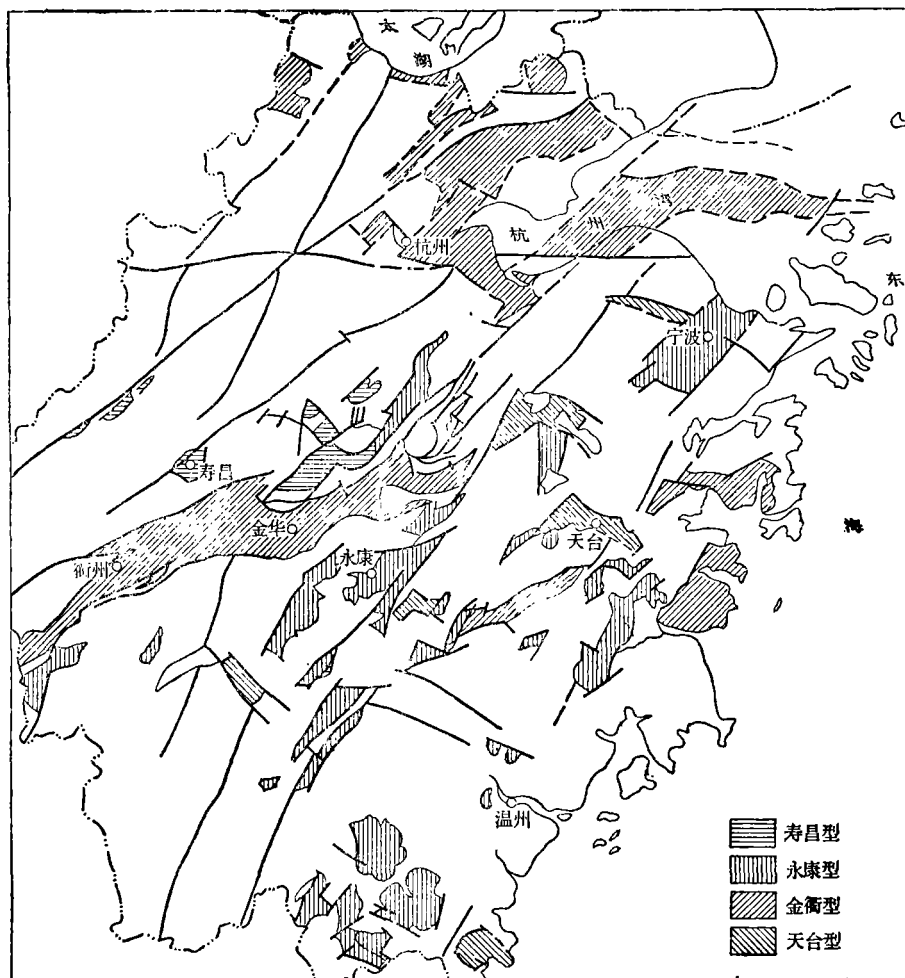 太
湖
杭州
杭
州
湾
东
宁波
寿昌
金华
天台
永康
衢州
海
温州
寿昌型
永康型
金衢型
天台型